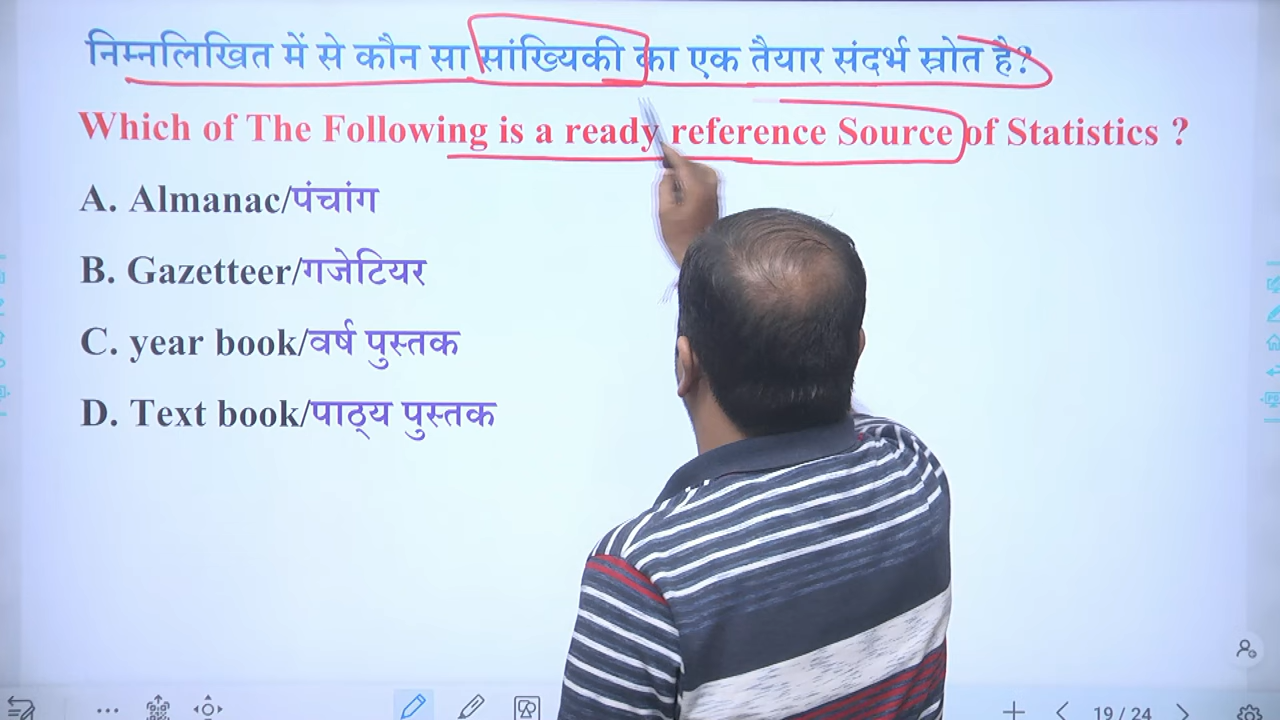 निम्नलिखित में से कौन सा सांख्यिकी का एक तैयार संदर्भ स्रोत है?
Which of The Following is a ready reference Source of Statistics ?
A. Almanac/पंचांग
B. Gazetteer/गजेटियर
C. year book/वर्ष पुस्तक
D. Text book/पाठ्य पुस्तक
19 / 24